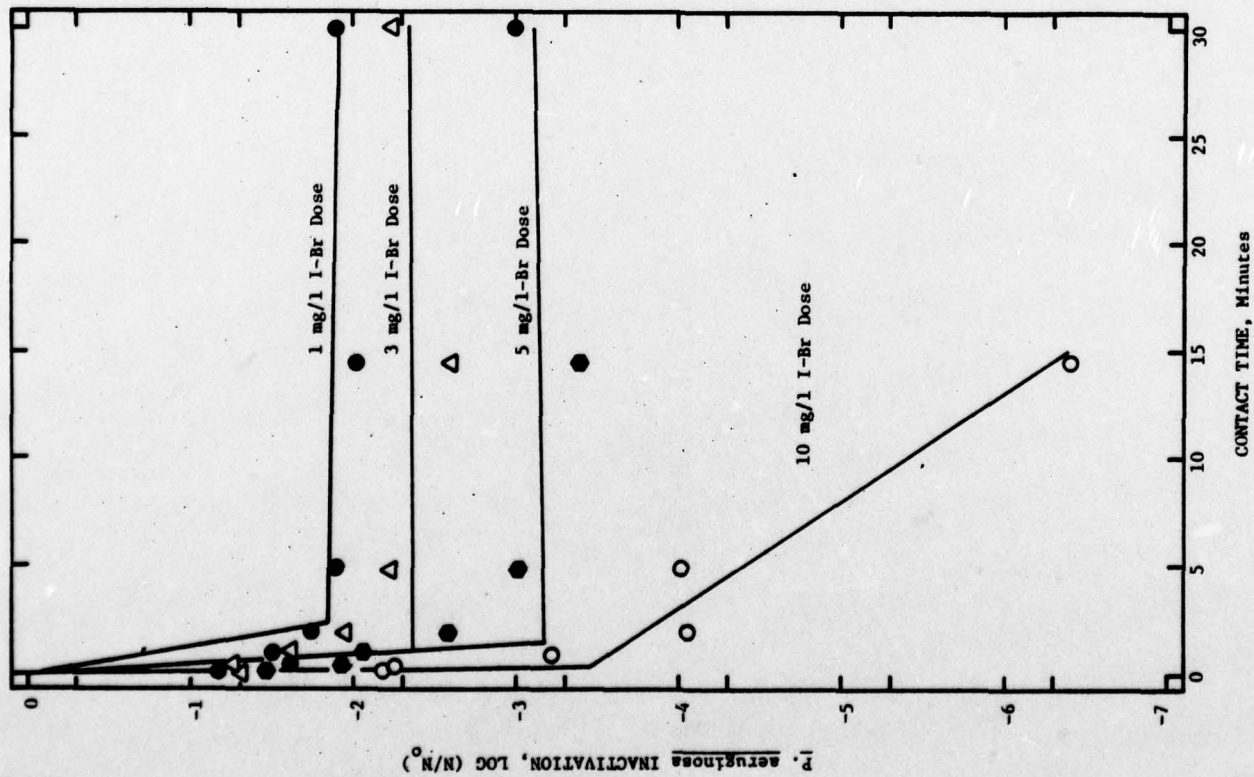 P. aeruginosa INACTIVATION, LOG (N/No)
0
-1
-2
-3
-4
-5
-6
-7
1 mg/l I-Br Dose
3 mg/l I-Br Dose
5 mg/l-Br Dose
10 mg/l I-Br Dose
0
5
10
15
20
25
30
CONTACT TIME, Minutes